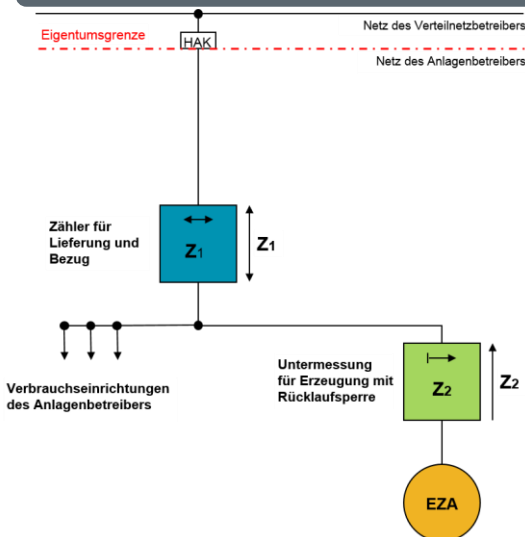 Netz des Verteilnetzbetreibers
Eigentumsgrenze
HAK
Netz des Anlagenbetreibers
Zähler für
Lieferung und
Bezug
Z1
Z1
Verbrauchseinrichtungen
des Anlagenbetreibers
Untermessung
für Erzeugung mit
Rücklaufsperre
Z2
Z2
EZA